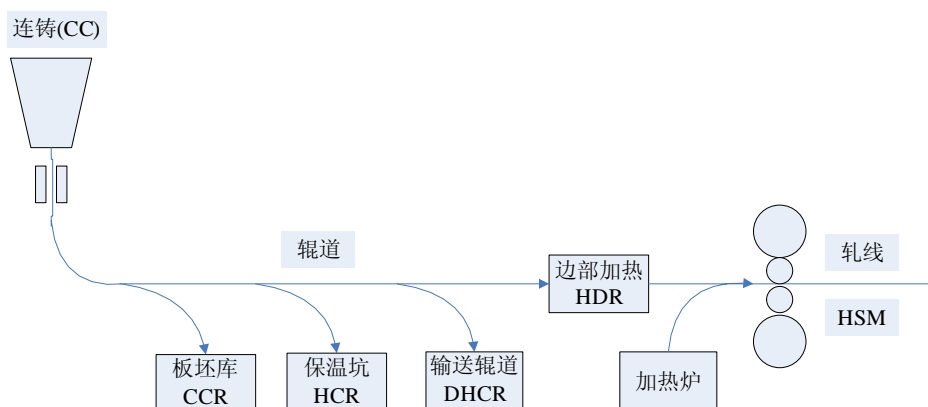 连铸(CC)
辊道
边部加热
HDR
轧线
HSM
板坯库
CCR
保温坑
HCR
输送辊道
DHCR
加热炉